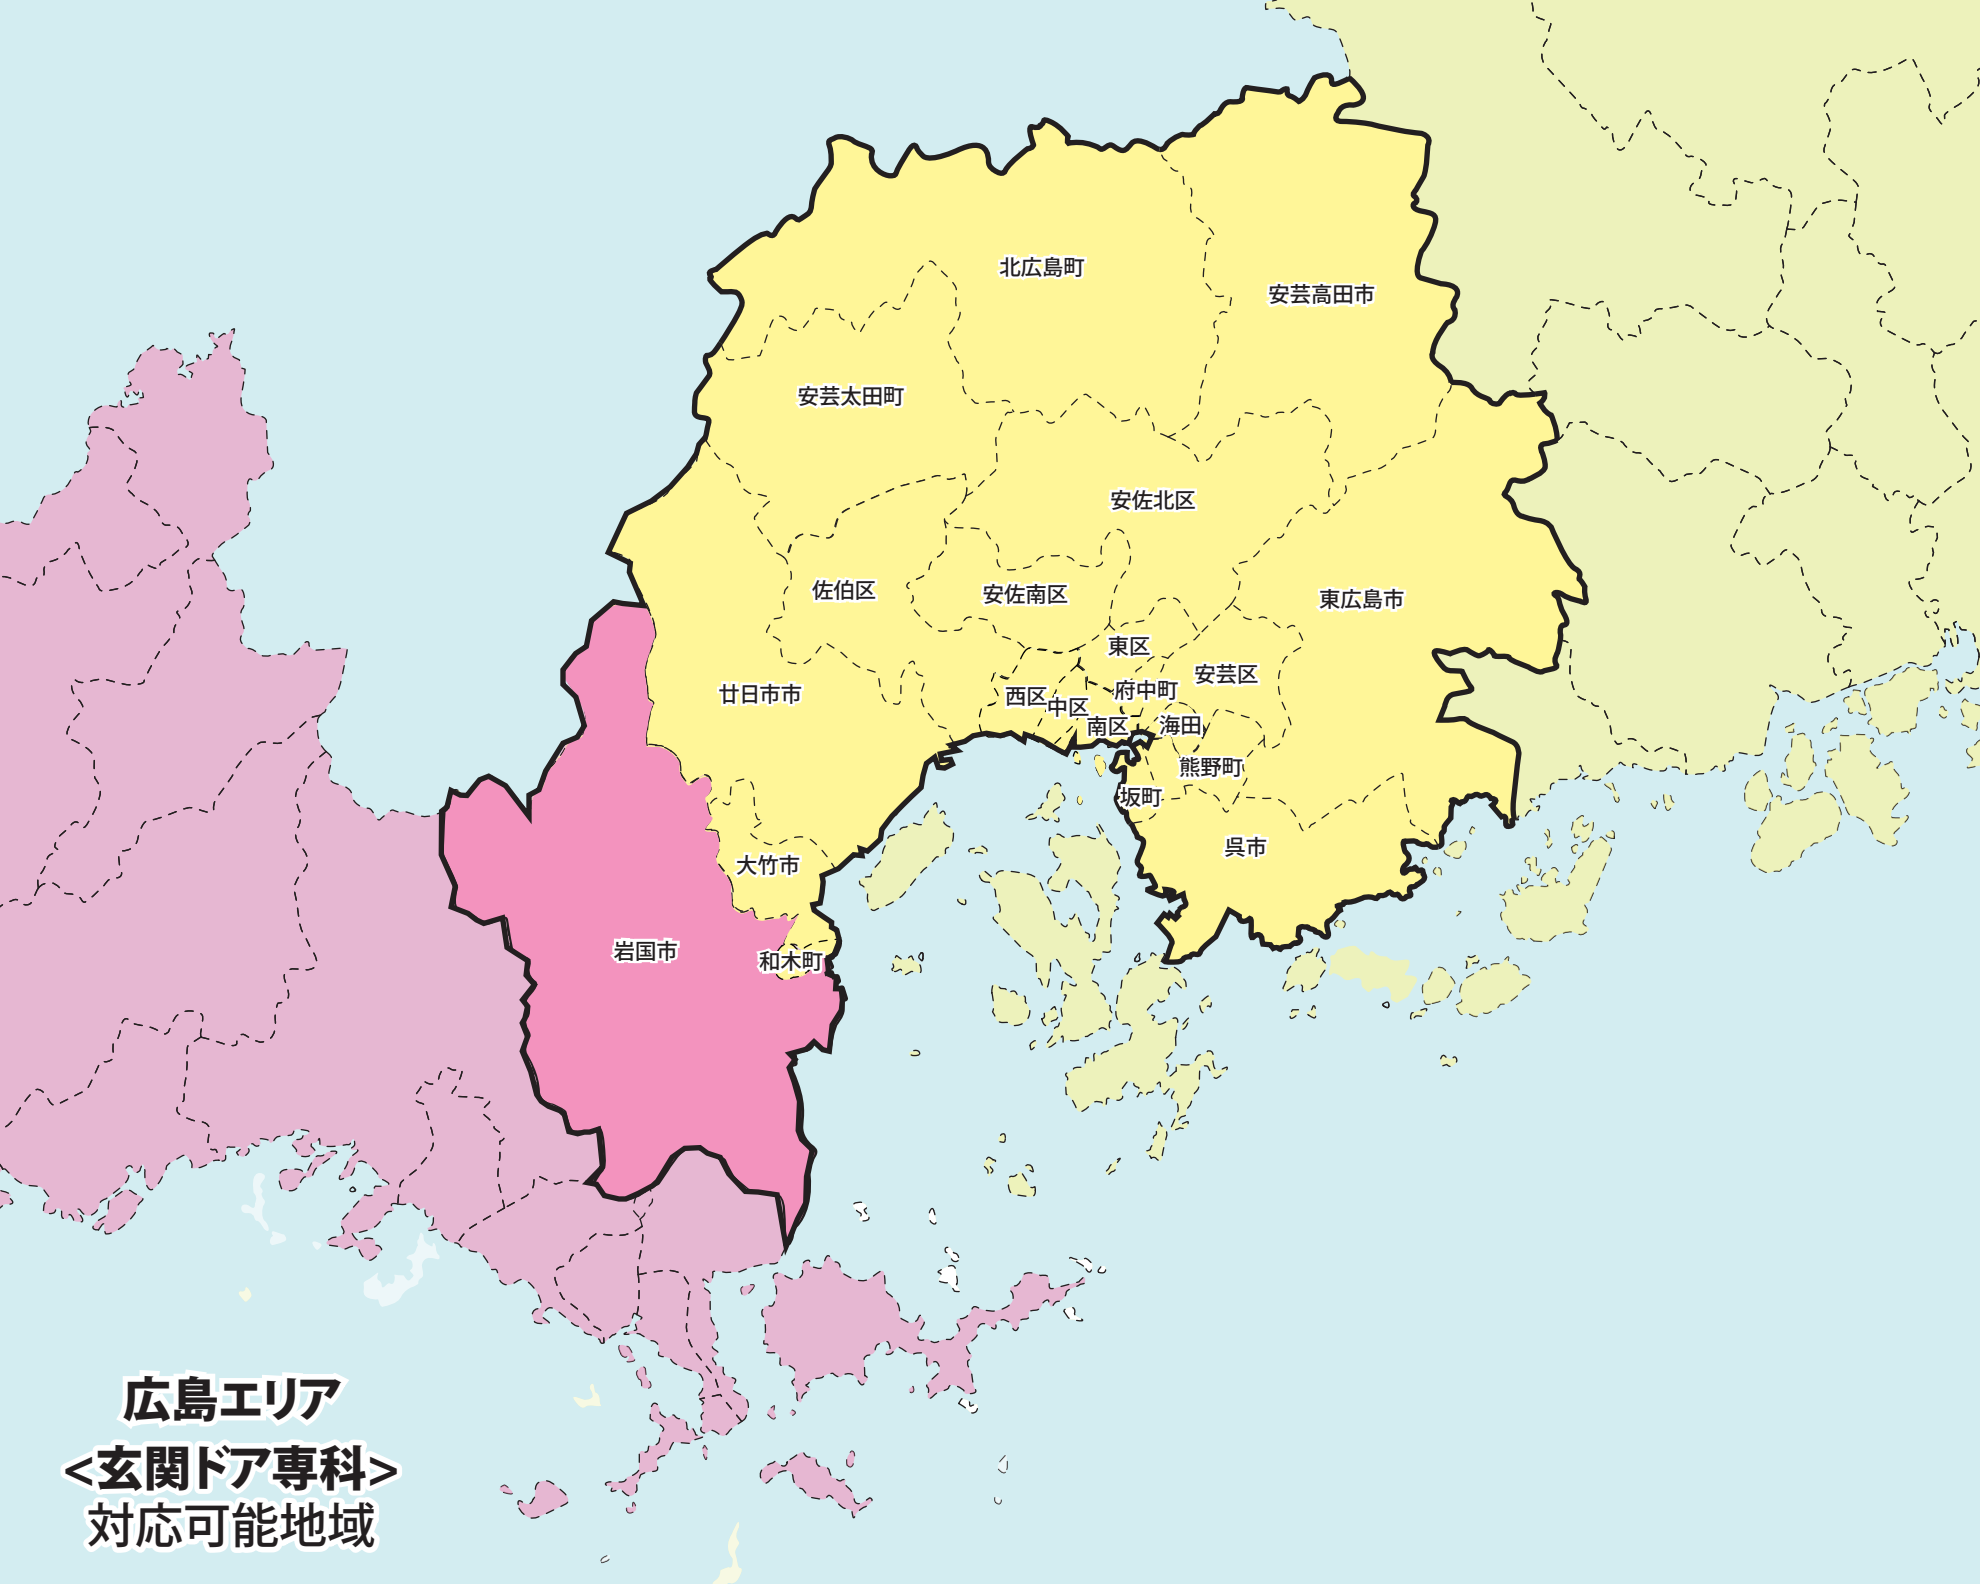 北広島町
安芸高田市
安芸太田町
安佐北区
佐伯区
安佐南区
東広島市
東区
安芸区
廿日市市
西区
中区
府中町
南区
海田
熊野町
坂町
呉市
大竹市
岩国市
和木町
広島エリア
<玄関ドア専科>
対応可能地域